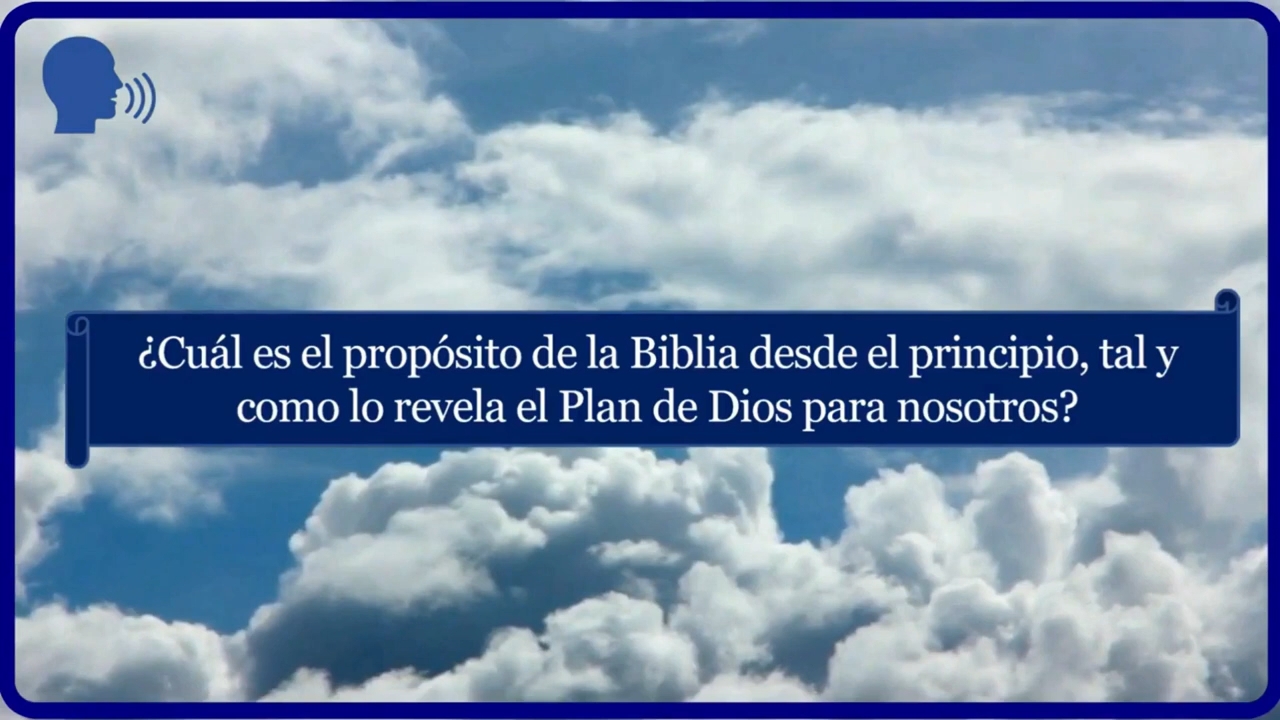 ¿Cuál es el propósito de la Biblia desde el principio, tal y
como lo revela el Plan de Dios para nosotros?